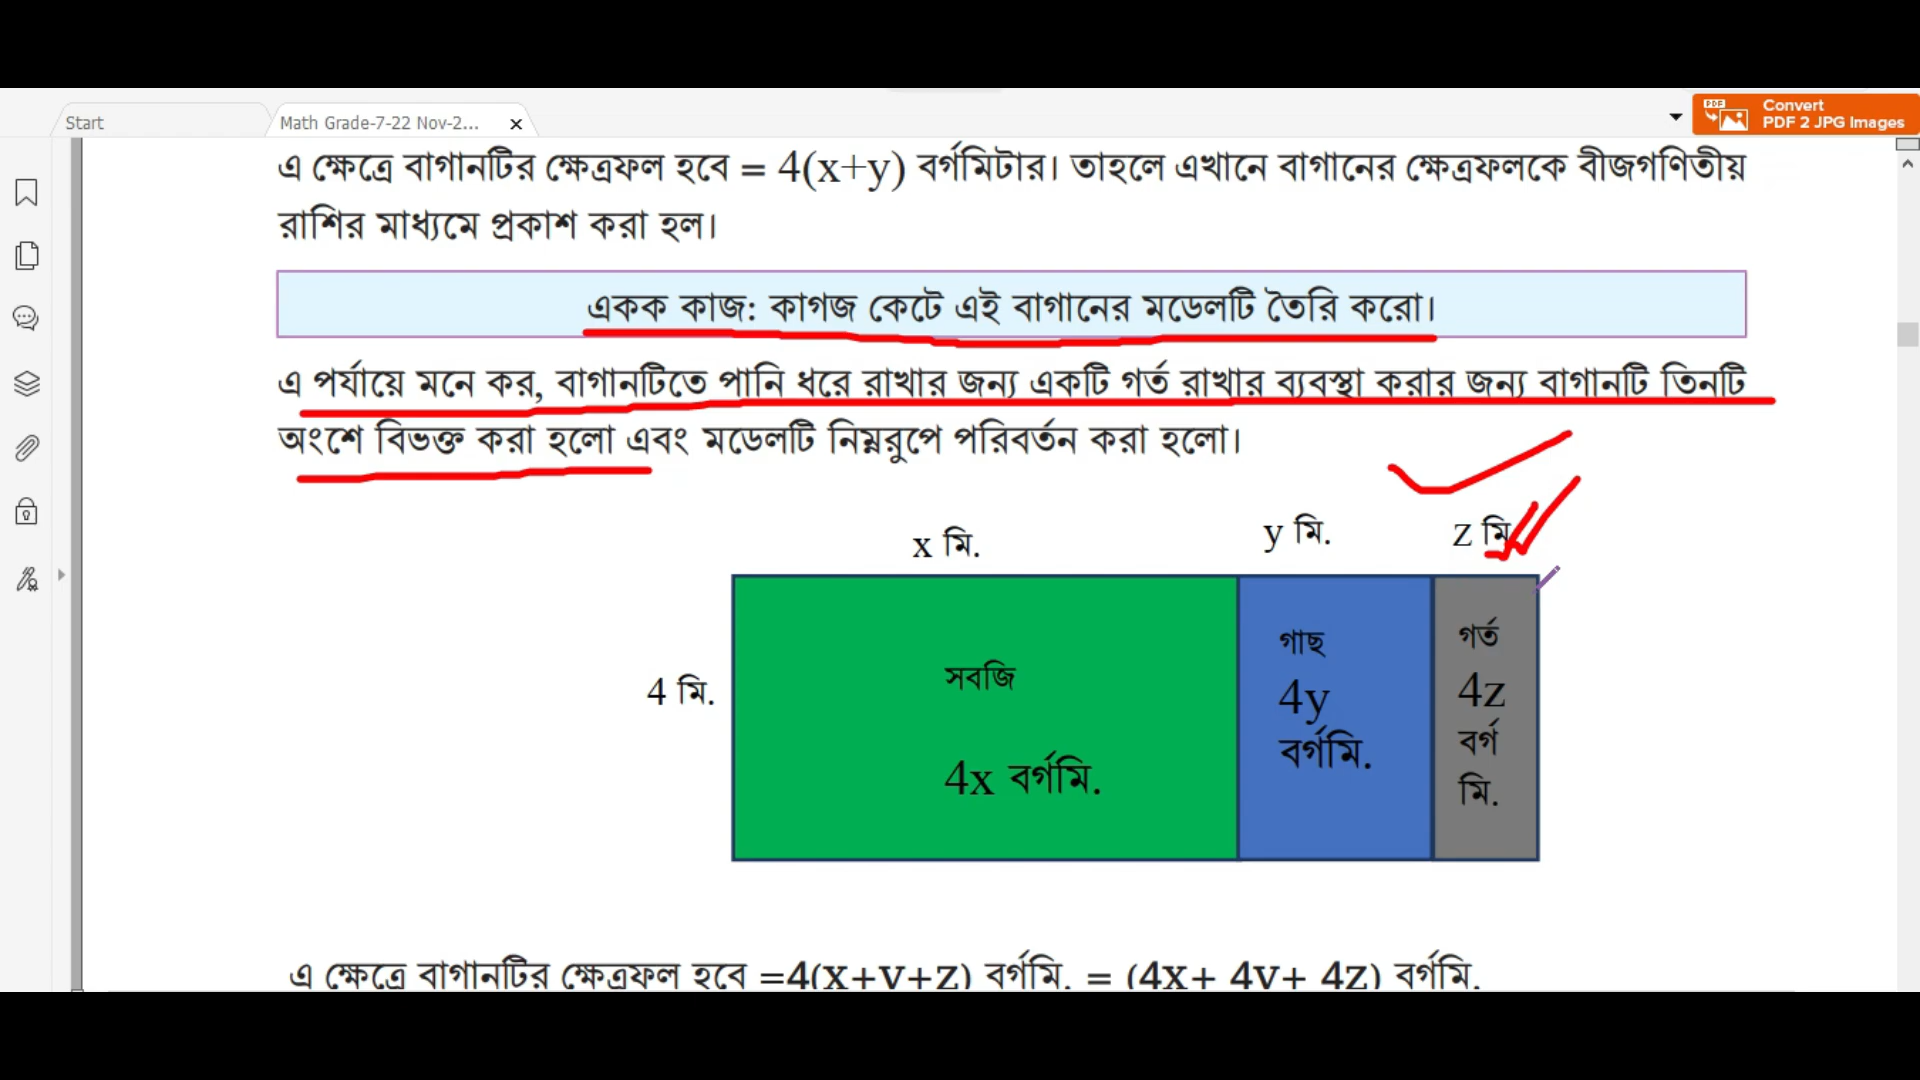 Start
Math Grade-7-22 Nov-2...
Convert
PDF 2 JPG Images
এ ক্ষেত্রে বাগানটির ক্ষেত্রফল হবে = 4(x+y) বর্গমিটার। তাহলে এখানে বাগানের ক্ষেত্রফলকে বীজগণিতীয়
রাশির মাধ্যমে প্রকাশ করা হল।
একক কাজ: কাগজ কেটে এই বাগানের মডেলটি তৈরি করো।
এ পর্যায়ে মনে কর, বাগানটিতে পানি ধরে রাখার জন্য একটি গর্ত রাখার ব্যবস্থা করার জন্য বাগানটি তিনটি
অংশে বিভক্ত করা হলো এবং মডেলটি নিম্নরুপে পরিবর্তন করা হলো।
x মি.
y মি.
z মি
4 মি.
সবজি
4x বর্গমি.
গাছ
4y
বর্গমি.
গর্ত
4z
বর্গ
মি.
এ ক্ষেত্রে বাগানটির ক্ষেত্রফল হবে =4(x+y+z) বর্গমি. = (4x+ 4y+ 4z) বর্গমি.